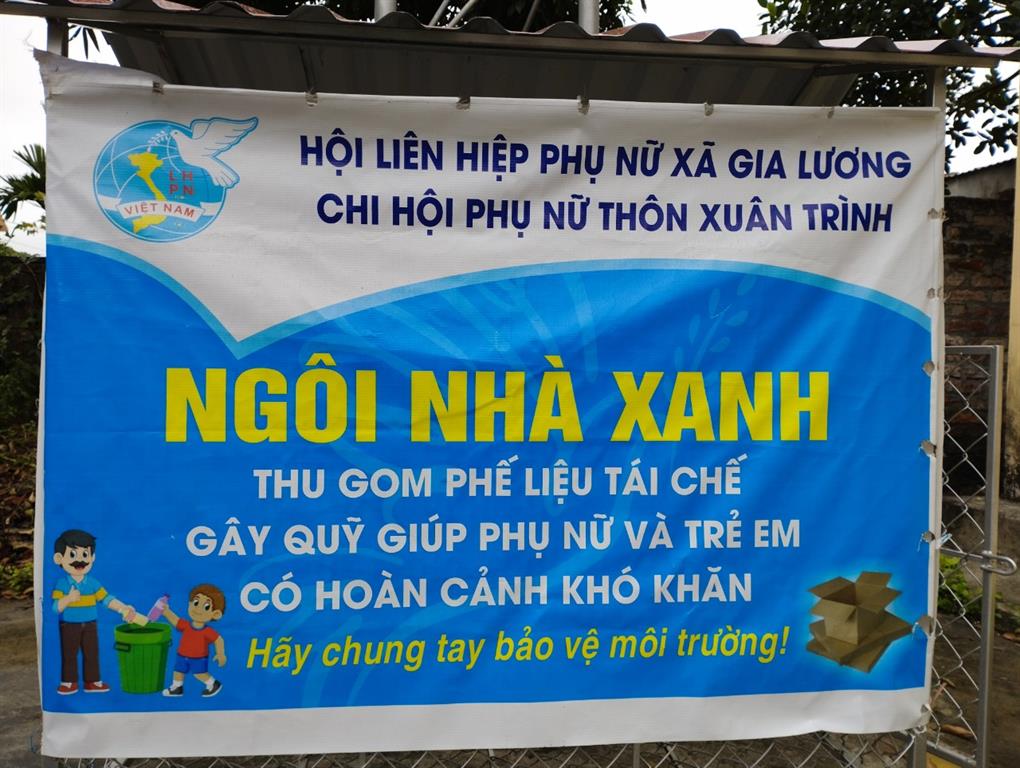 HỘI LIÊN HIỆP PHỤ NỮ XÃ GIA LƯƠNG
CHI HỘI PHỤ NỮ THÔN XUÂN TRÌNH
LH
PN
VIỆT NAM
NGÔI NHÀ XANH
THU GOM PHẾ LIỆU TÁI CHẾ
GÂY QUỸ GIÚP PHỤ NỮ VÀ TRẺ EM
CÓ HOÀN CẢNH KHÓ KHĂN
Hãy chung tay bảo vệ môi trường!